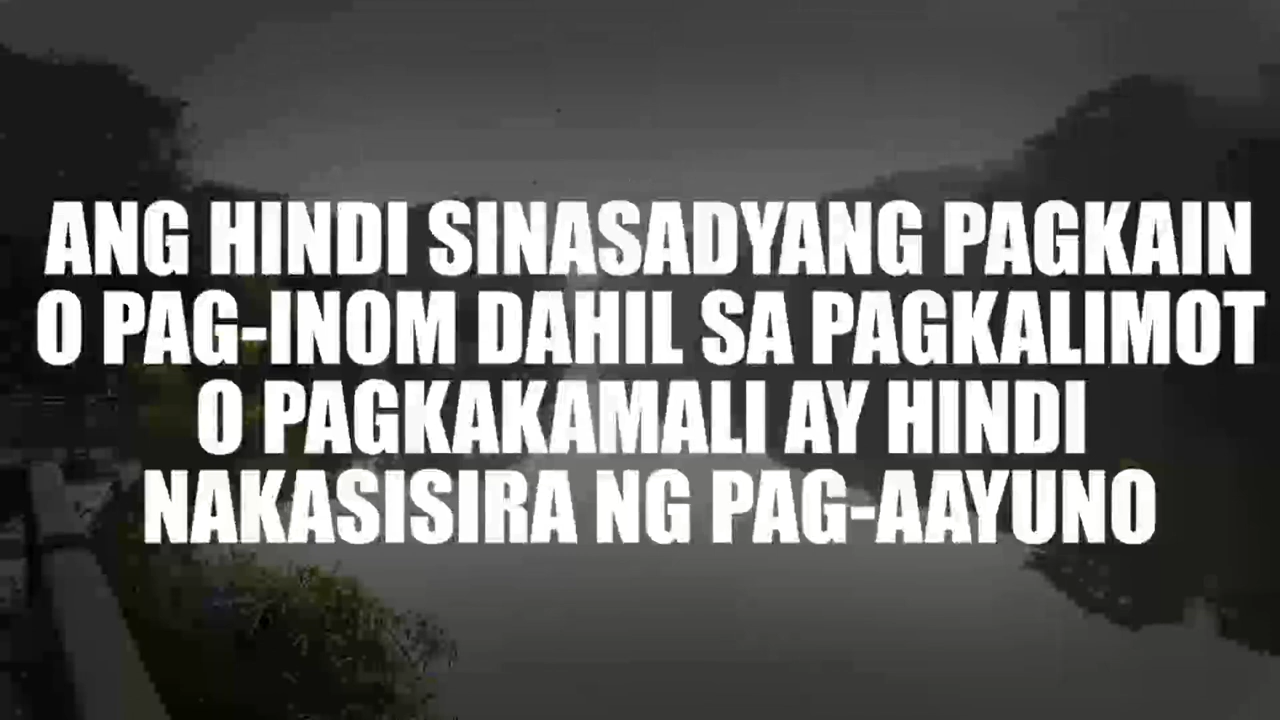 ANG HINDI SINASADYANG PAGKAIN
O PAG-INOM DAHIL SA PAGKALIMOT
O PAGKAKAMALI AY HINDI
NAKASISIRA NG PAG-AAYUNO